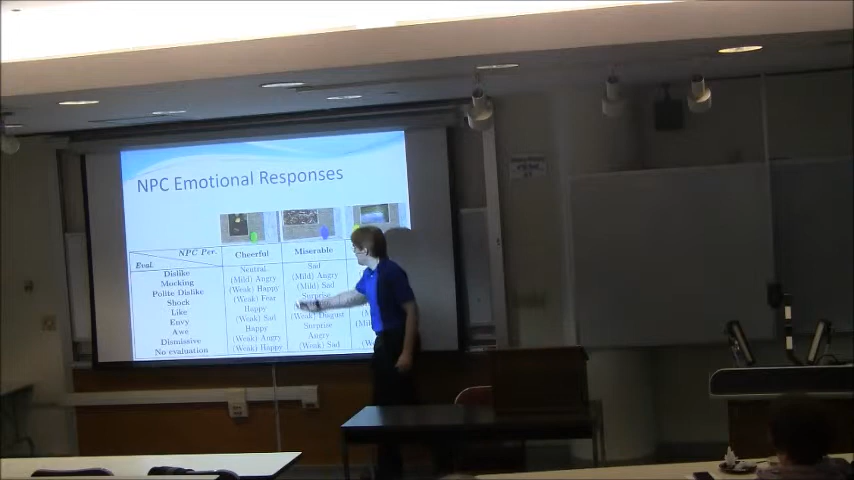 NPC Emotional Responses
NPC Per.
Eval. Cheerful Miserable
Dislike Neutral Sad
Mocking (Mild) Angry (Mild) Angry
Polite Dislike (Weak) Happy (Mild) Sad
Shock (Weak) Fear Surprise
Like Happy
Envy (Weak) Sad (Weak) Disgust
Awe Happy Surprise
Dismissive (Weak) Angry Angry
No evaluation (Weak) Happy (Weak) Sad